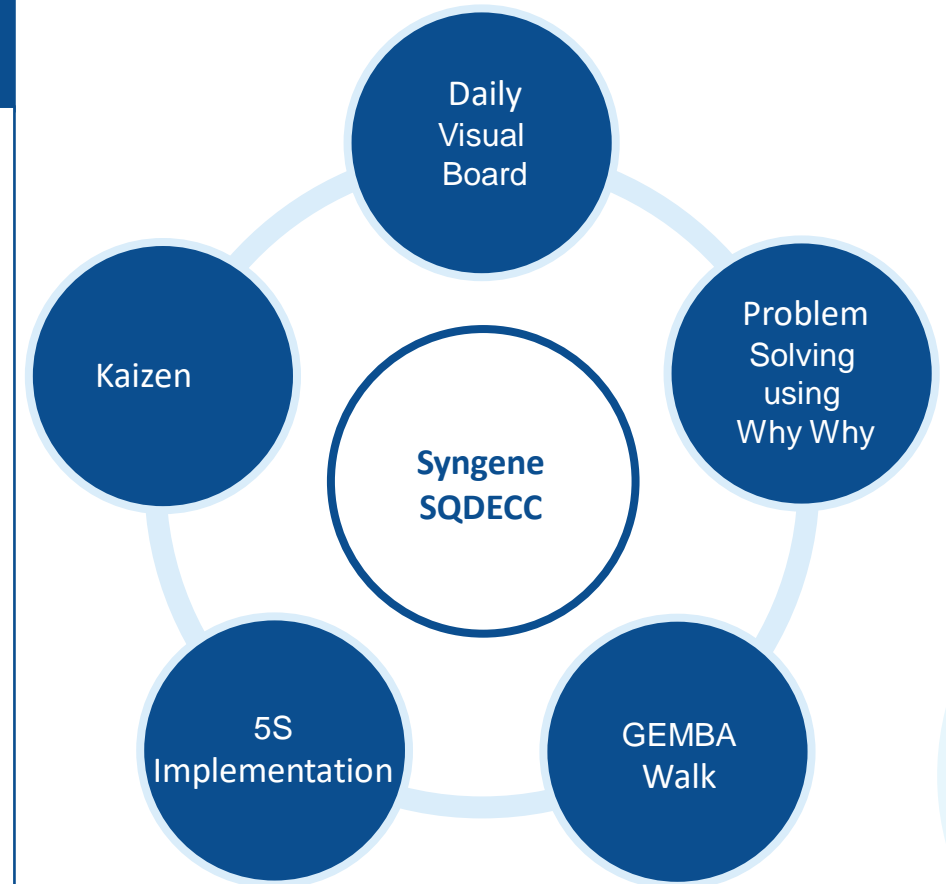 Daily
Visual
Board
Problem
Solving
using
Why Why
GEMBA
Walk
5S
Implementation
Kaizen
Syngene
SQDECC